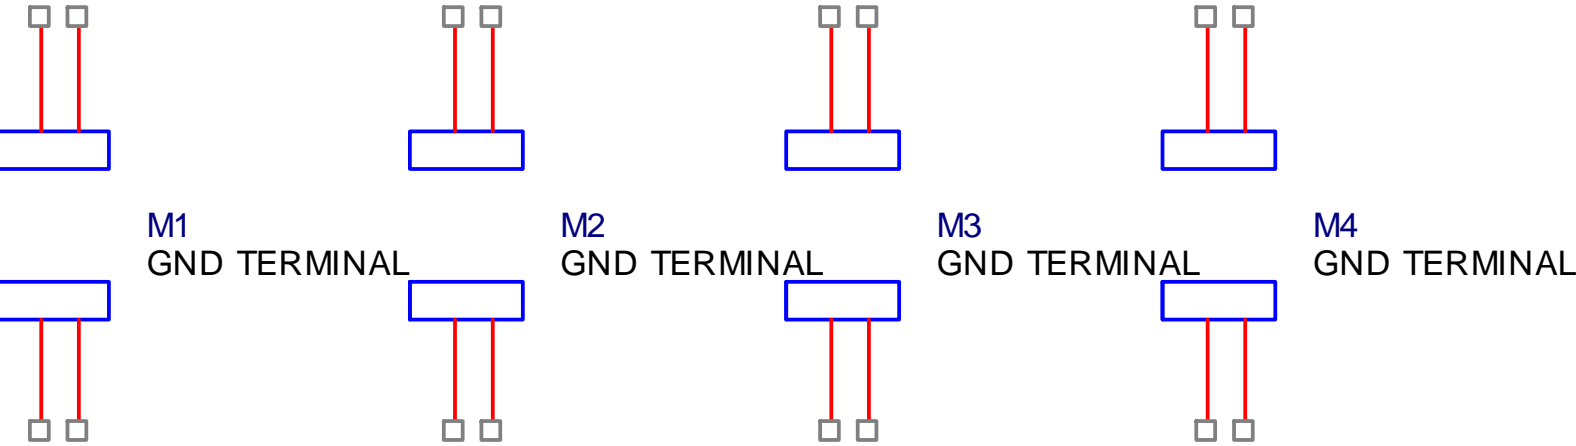 M1
GND TERMINAL
M2
GND TERMINAL
M3
GND TERMINAL
M4
GND TERMINAL